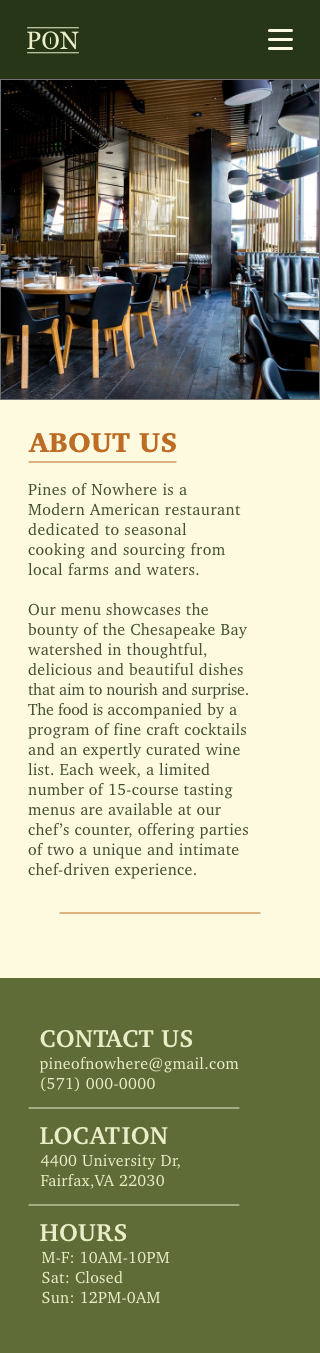 PON
ABOUT US
Pines of Nowhere is a
Modern American restaurant
dedicated to seasonal
cooking and sourcing from
local farms and waters.
Our menu showcases the
bounty of the Chesapeake Bay
watershed in thoughtful,
delicious and beautiful dishes
that aim to nourish and surprise.
The food is accompanied by a
program of fine craft cocktails
and an expertly curated wine
list. Each week, a limited
number of 15-course tasting
menus are available at our
chef’s counter, offering parties
of two a unique and intimate
chef-driven experience.
CONTACT US
pineofnowhere@gmail.com
(571) 000-0000
LOCATION
4400 University Dr,
Fairfax,VA 22030
HOURS
M-F: 10AM-10PM
Sat: Closed
Sun: 12PM-0AM